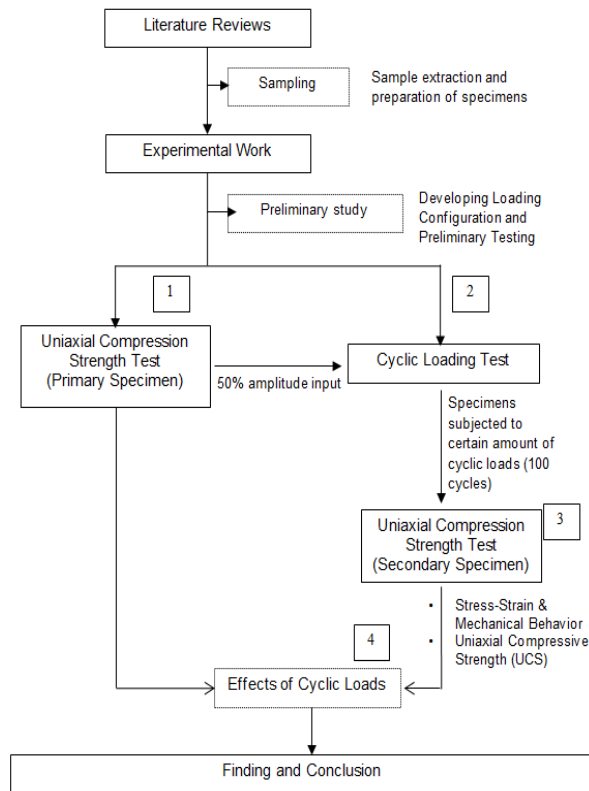 Literature Reviews
Sampling
Sample extraction and
preparation of specimens
Experimental Work
Preliminary study
Developing Loading
Configuration and
Preliminary Testing
1
2
Uniaxial Compression
Strength Test
(Primary Specimen)
50% amplitude input
Cyclic Loading Test
Specimens
subjected to
certain amount of
cyclic loads (100
cycles)
Uniaxial Compression
Strength Test
(Secondary Specimen)
3
• Stress-Strain &
Mechanical Behavior
• Uniaxial Compressive
Strength (UCS)
4
Effects of Cyclic Loads
Finding and Conclusion